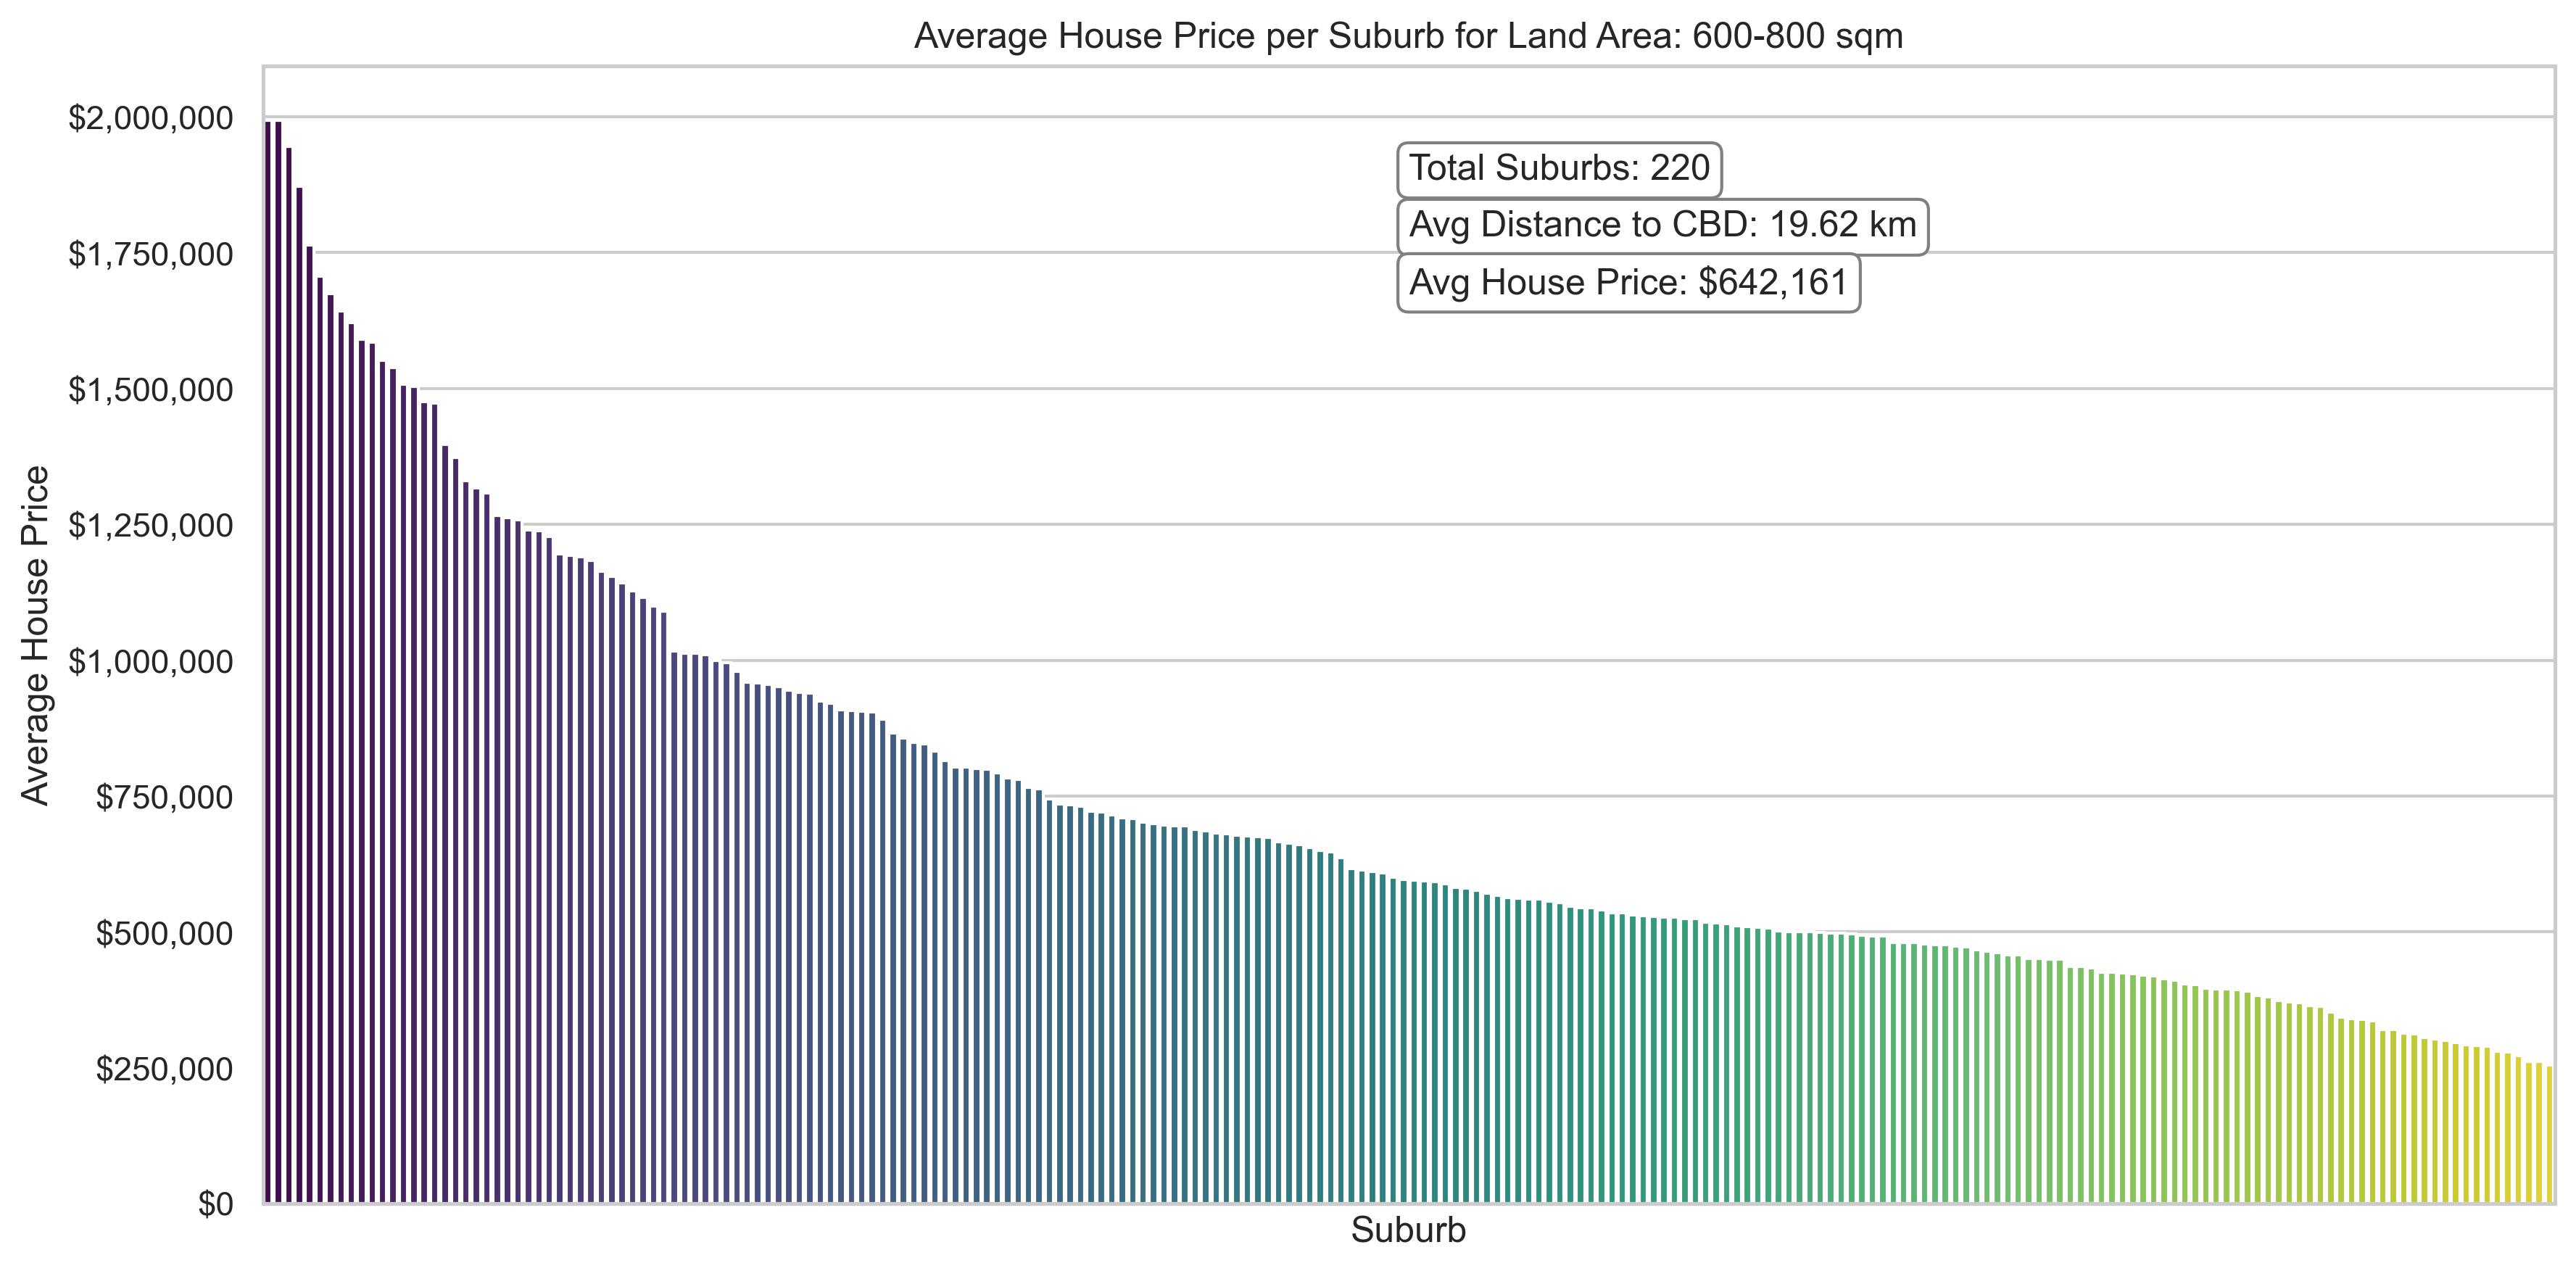 Average House Price per Suburb for Land Area: 600-800 sqm
$2,000,000
$1,750,000
$1,500,000
$1,250,000
$1,000,000
$750,000
$500,000
$250,000
$0
Average House Price
Total Suburbs: 220
Avg Distance to CBD: 19.62 km
Avg House Price: $642,161
Suburb